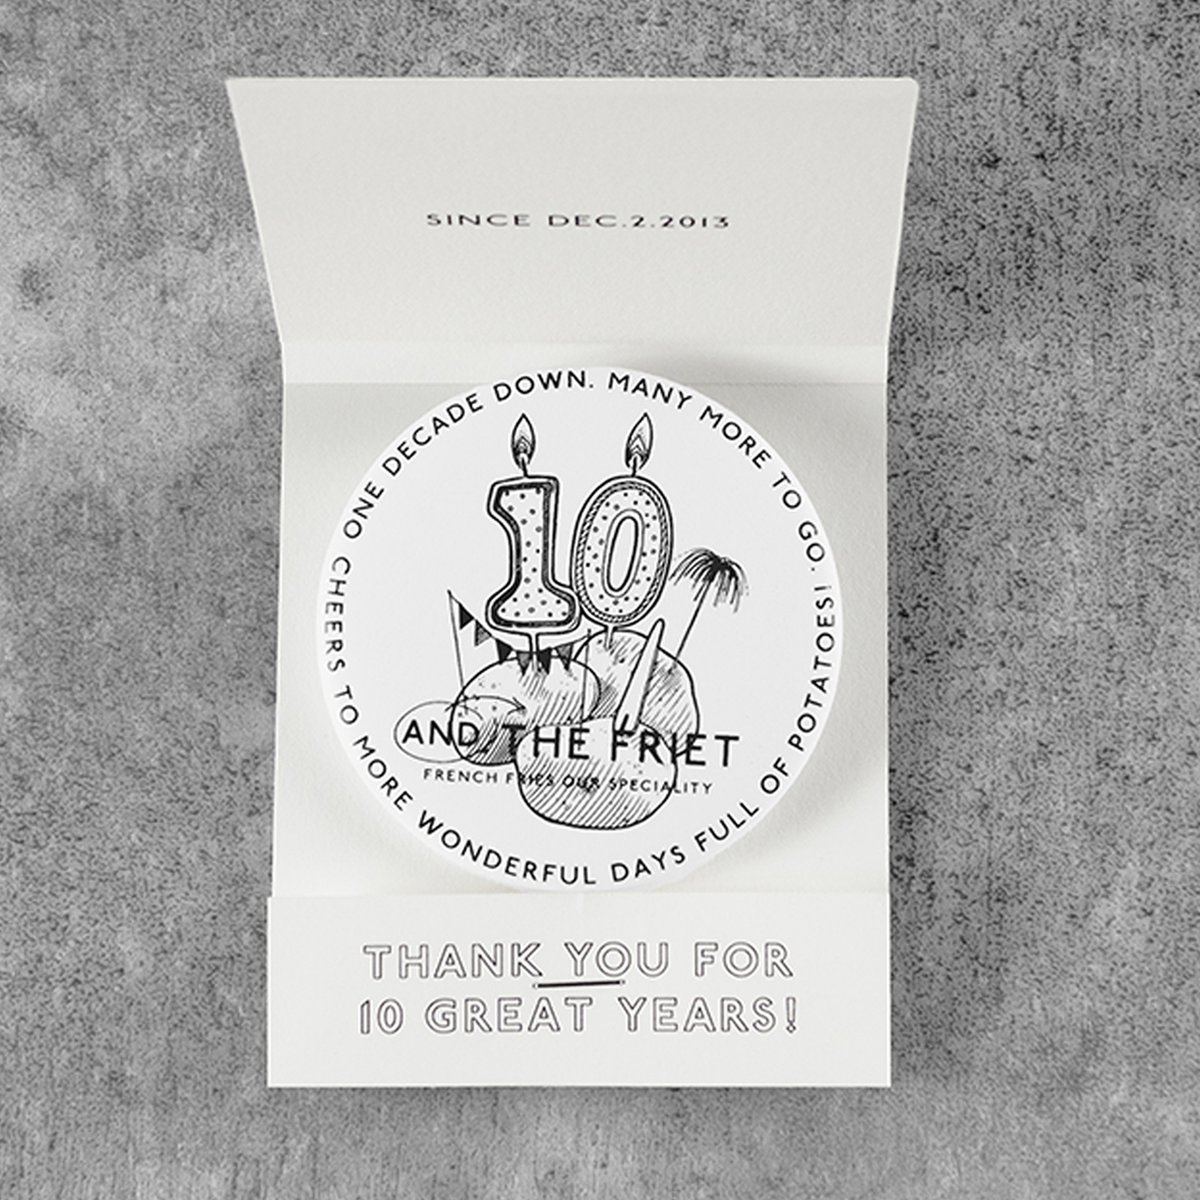 SINCE DEC.2.2013
ONE DECADE DOWN. MANY MORE TO GO.
CHEERS TO MORE WONDERFUL DAYS FULL OF POTATOES!
10
AND THE FRIET
FRENCH FRIES OUR SPECIALITY
THANK YOU FOR
10 GREAT YEARS!